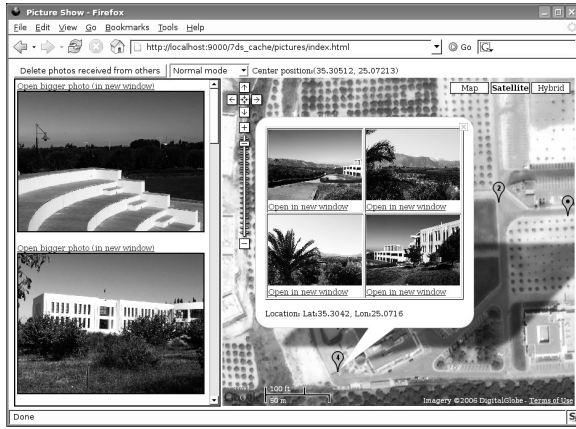 Picture Show - Firefox
File Edit View Go Bookmarks Tools Help
http://localhost:9000/7ds_cache/pictures/index.html
Go
Delete photos received from others
Normal mode
Center position:(35.30512, 25.07213)
Open bigger photo (in new window)
Open bigger photo (in new window)
Map Satellite Hybrid
Open in new window Open in new window
Open in new window Open in new window
Location: Lat:35.3042, Lon:25.0716
2
4
100 ft
50 m
Imagery ©2006 DigitalGlobe - Terms of Use
Done